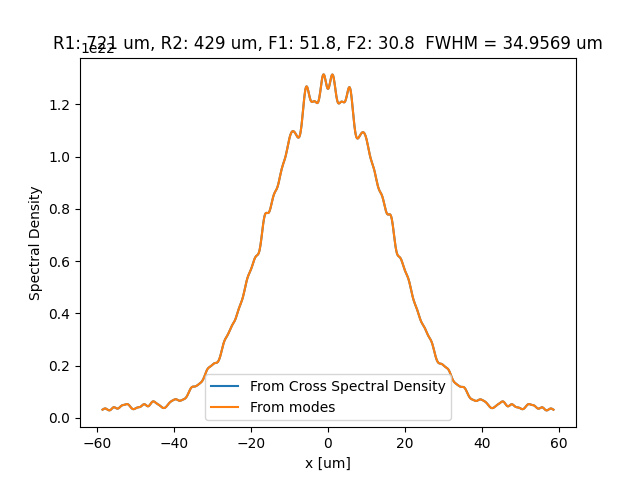 R1: 721 um, R2: 429 um, F1: 51.8, F2: 30.8  FWHM = 34.9569 um
1e22
1.2
1.0
0.8
0.6
0.4
0.2
0.0
Spectral Density
From Cross Spectral Density
From modes
−60 −40 −20 0 20 40 60
x [um]